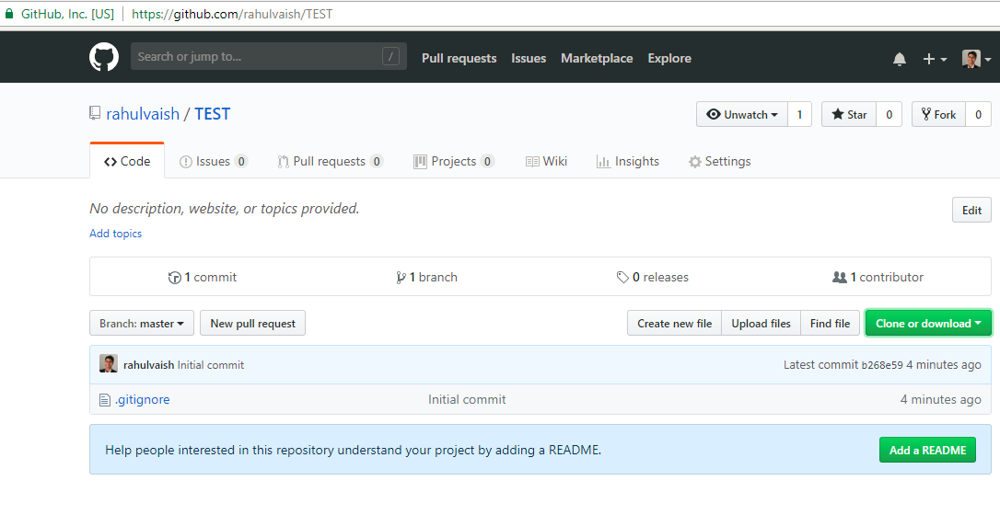 GitHub, Inc. [US] https://github.com/rahulvaish/TEST
Search or jump to... / Pull requests Issues Marketplace Explore
rahulvaish / TEST Unwatch 1 Star 0 Fork 0
Code Issues 0 Pull requests 0 Projects 0 Wiki Insights Settings
No description, website, or topics provided. Edit
Add topics
1 commit 1 branch 0 releases 1 contributor
Branch: master New pull request Create new file Upload files Find file Clone or download
rahulvaish Initial commit Latest commit b268e59 4 minutes ago
.gitignore Initial commit 4 minutes ago
Help people interested in this repository understand your project by adding a README. Add a README